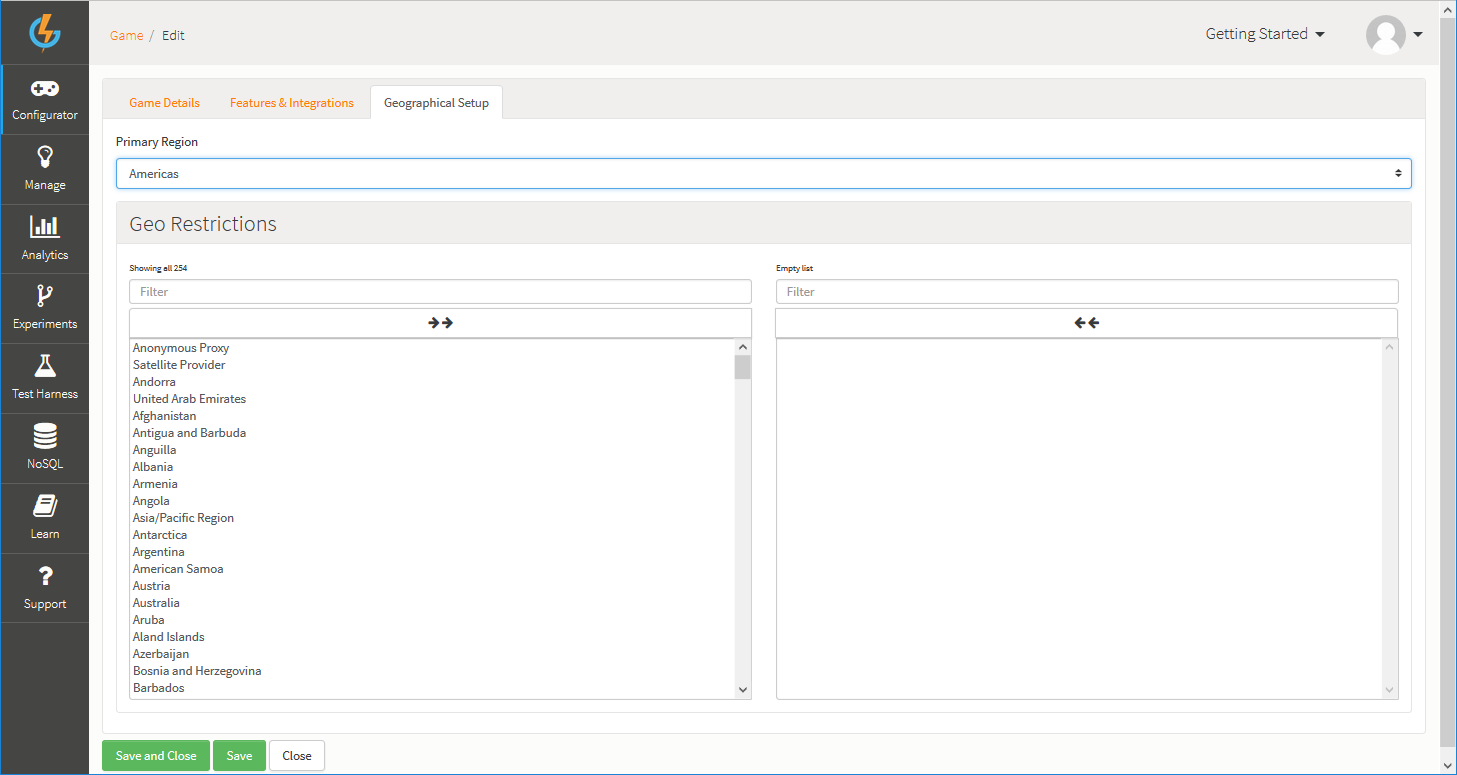 Game / Edit
Getting Started
Configurator
Manage
Analytics
Experiments
Test Harness
NoSQL
Learn
Support
Game Details
Features & Integrations
Geographical Setup
Primary Region
Americas
Geo Restrictions
Showing all 254
Filter
Anonymous Proxy
Satellite Provider
Andorra
United Arab Emirates
Afghanistan
Antigua and Barbuda
Anguilla
Albania
Armenia
Angola
Asia/Pacific Region
Antarctica
Argentina
American Samoa
Austria
Australia
Aruba
Aland Islands
Azerbaijan
Bosnia and Herzegovina
Barbados
Empty list
Filter
Save and Close
Save
Close